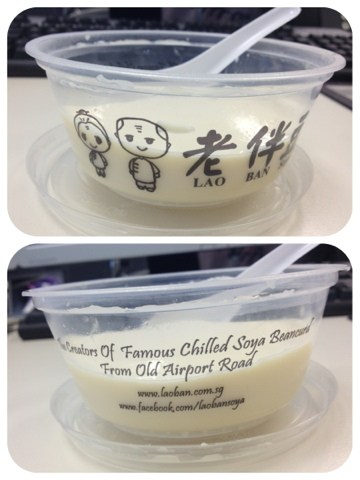 老伴
LAO BAN
Creators Of Famous Chilled Soya Beancurd
From Old Airport Road
www.laoban.com.sg
www.facebook.com/laobansoya